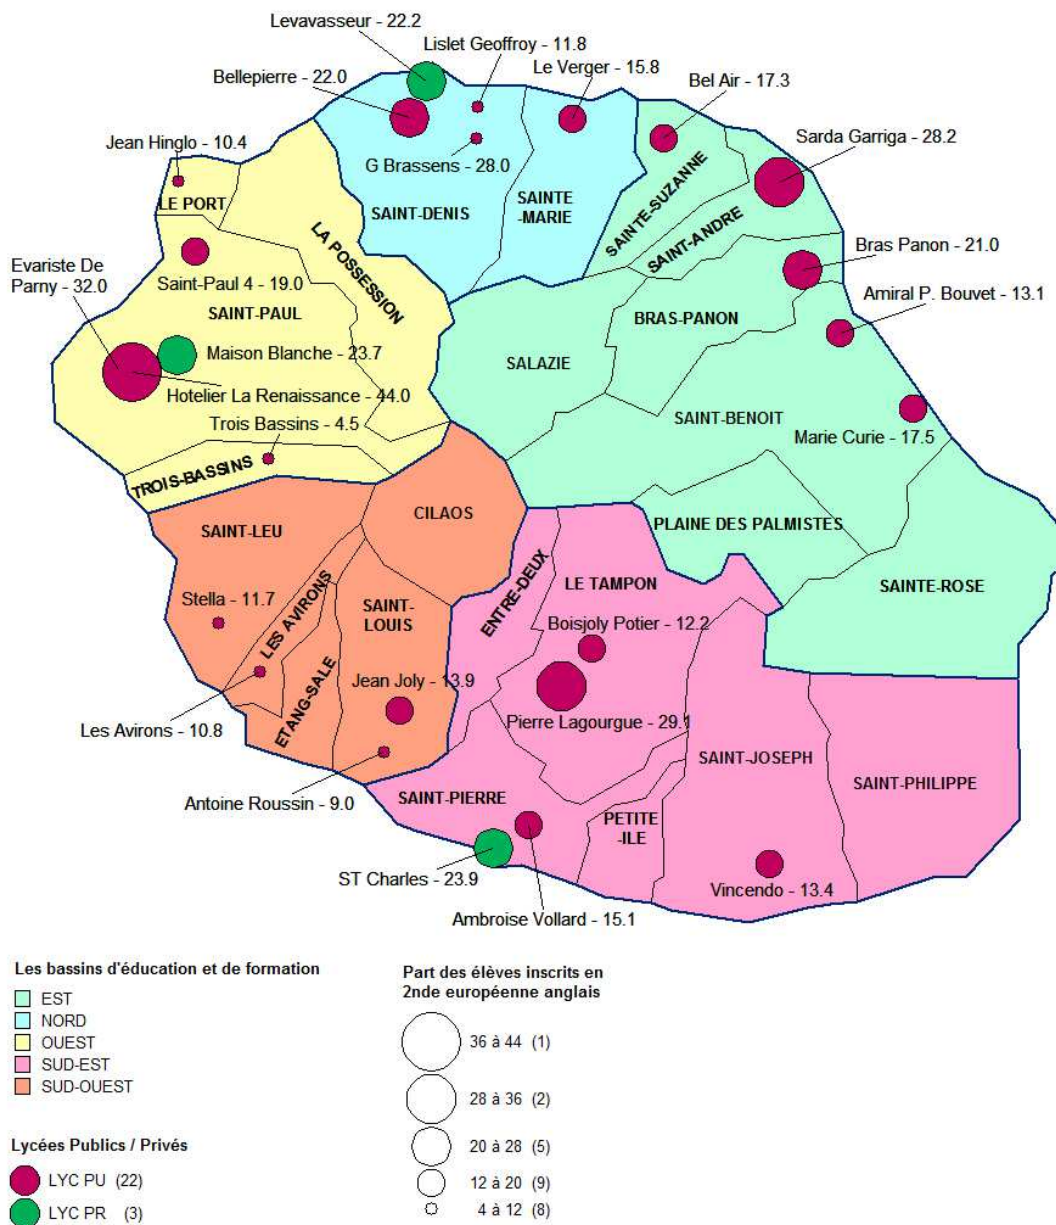 Levavasseur - 22.2
Lislet Geoffroy - 11.8
Bellepierre - 22.0
Le Verger - 15.8
Bel Air - 17.3
Sarda Garriga - 28.2
Jean Hinglo - 10.4
G Brassens - 28.0
LE PORT
SAINT-DENIS
SAINTE
-MARIE
SAINTE-SUZANNE
SAINT-ANDRE
LA POSSESSION
Bras Panon - 21.0
Evariste De
Parny - 32.0
Saint-Paul 4 - 19.0
Amiral P. Bouvet - 13.1
SAINT-PAUL
BRAS-PANON
Maison Blanche - 23.7
SALAZIE
Hotelier La Renaissance - 44.0
SAINT-BENOIT
Trois Bassins - 4.5
Marie Curie - 17.5
TROIS-BASSINS
SAINT-LEU
CILAOS
PLAINE DES PALMISTES
SAINTE-ROSE
ENTRE-DEUX
LE TAMPON
Stella - 11.7
LES AVIRONS
SAINT-
LOUIS
Boisjoly Potier - 12.2
Jean Joly - 13.9
ETANG-SALE
Les Avirons - 10.8
Pierre Lagourgue - 29.1
SAINT-JOSEPH
SAINT-PHILIPPE
Antoine Roussin - 9.0
SAINT-PIERRE
PETITE
-ILE
ST Charles - 23.9
Vincendo - 13.4
Ambroise Vollard - 15.1
Les bassins d'éducation et de formation
EST
NORD
OUEST
SUD-EST
SUD-OUEST
Lycées Publics / Privés
LYC PU (22)
LYC PR (3)
Part des élèves inscrits en
2nde européenne anglais
36 à 44 (1)
28 à 36 (2)
20 à 28 (5)
12 à 20 (9)
4 à 12 (8)